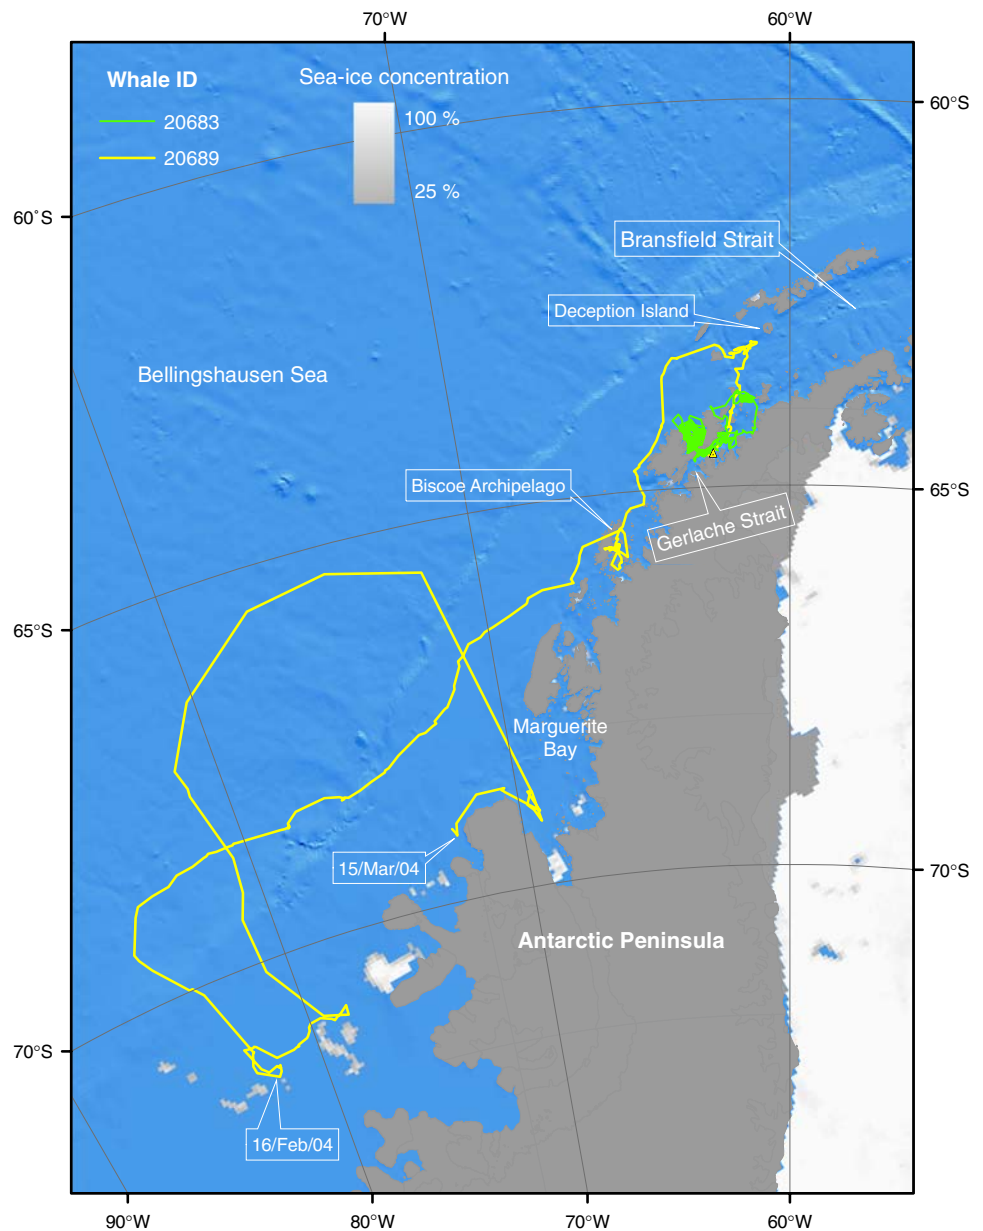 70°W
60°W
Whale ID
20683
20689
Sea-ice concentration
100 %
25 %
60°S
60°S
Bransfield Strait
Deception Island
Bellingshausen Sea
Biscoe Archipelago
65°S
Gerlache Strait
65°S
Marguerite
Bay
15/Mar/04
70°S
Antarctic Peninsula
70°S
16/Feb/04
90°W
80°W
70°W
60°W